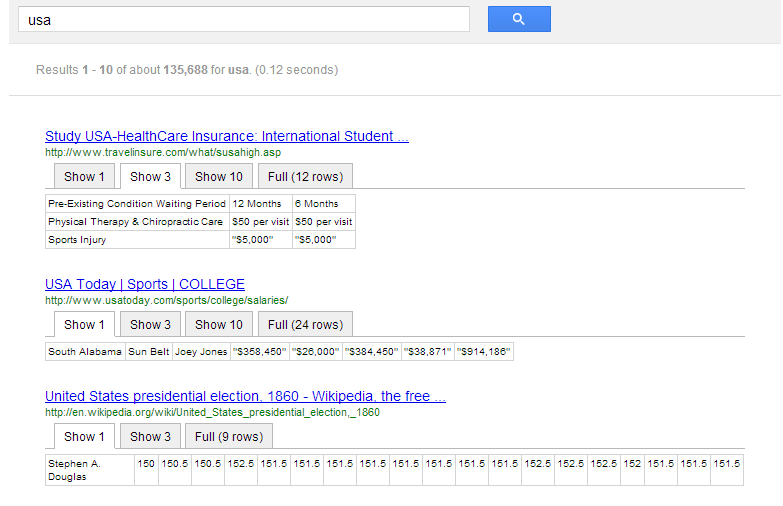 usa
Results 1 - 10 of about 135,688 for usa. (0.12 seconds)
Study USA-HealthCare Insurance: International Student ...
http://www.travelinsure.com/what/susahigh.asp
Show 1 Show 3 Show 10 Full (12 rows)
Pre-Existing Condition Waiting Period 12 Months 6 Months
Physical Therapy & Chiropractic Care $50 per visit $50 per visit
Sports Injury "$5,000" "$5,000"
USA Today | Sports | COLLEGE
http://www.usatoday.com/sports/college/salaries/
Show 1 Show 3 Show 10 Full (24 rows)
South Alabama Sun Belt Joey Jones "$358,450" "$26,000" "$384,450" "$38,871" "$914,186"
United States presidential election, 1860 - Wikipedia, the free ...
http://en.wikipedia.org/wiki/United_States_presidential_election,_1860
Show 1 Show 3 Full (9 rows)
Stephen A. 150 150.5 150.5 152.5 151.5 151.5 151.5 151.5 151.5 151.5 151.5 151.5 152.5 152.5 152.5 152 151.5 151.5 151.5
Douglas